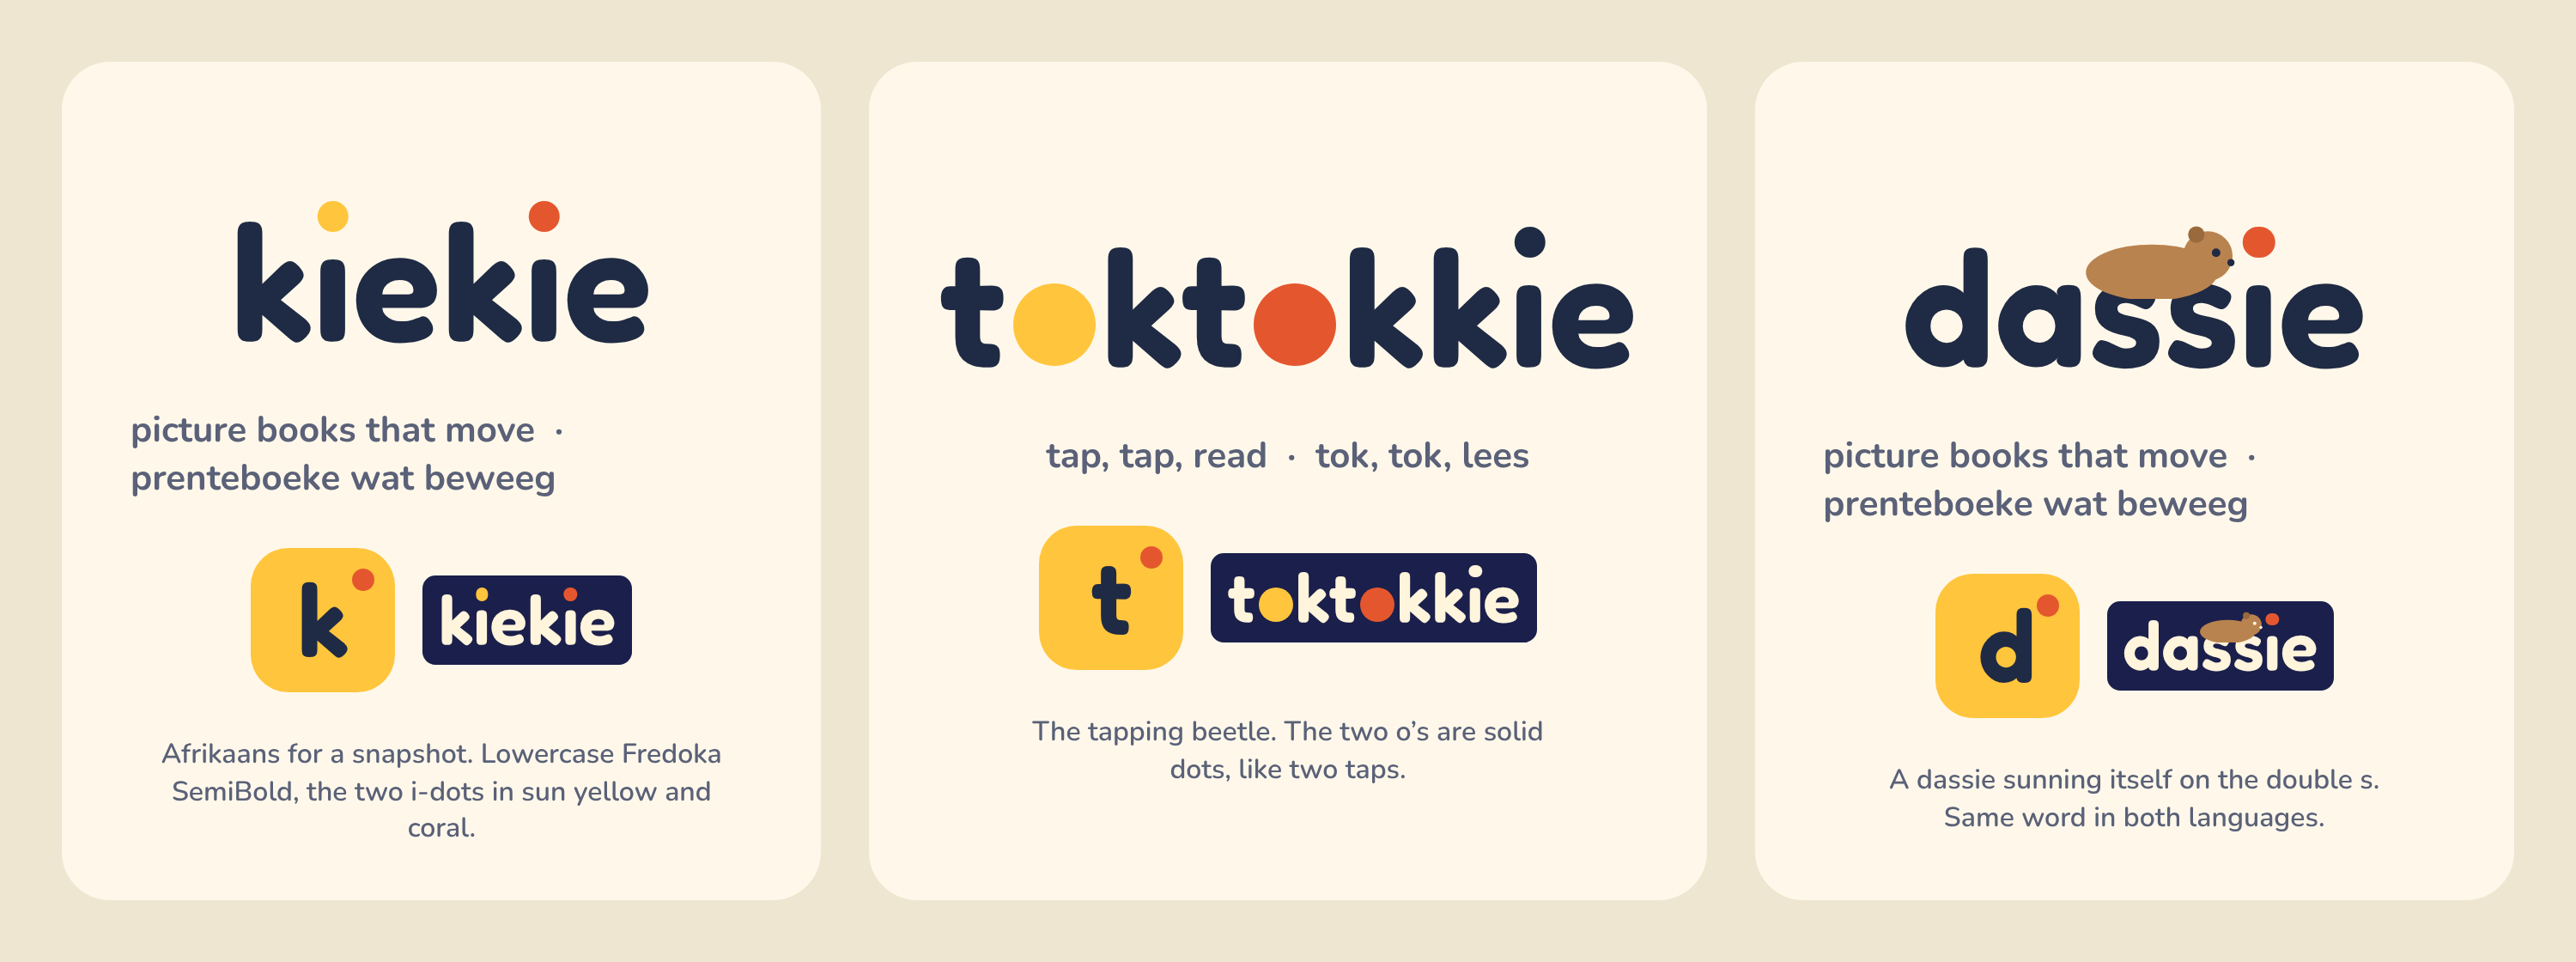 kiekie
picture books that move ·
prenteboeke wat beweeg
k
kiekie
Afrikaans for a snapshot. Lowercase Fredoka
SemiBold, the two i-dots in sun yellow and
coral.
toktokkie
tap, tap, read · tok, tok, lees
t
toktokkie
The tapping beetle. The two o’s are solid
dots, like two taps.
dassie
picture books that move ·
prenteboeke wat beweeg
d
dassie
A dassie sunning itself on the double s.
Same word in both languages.